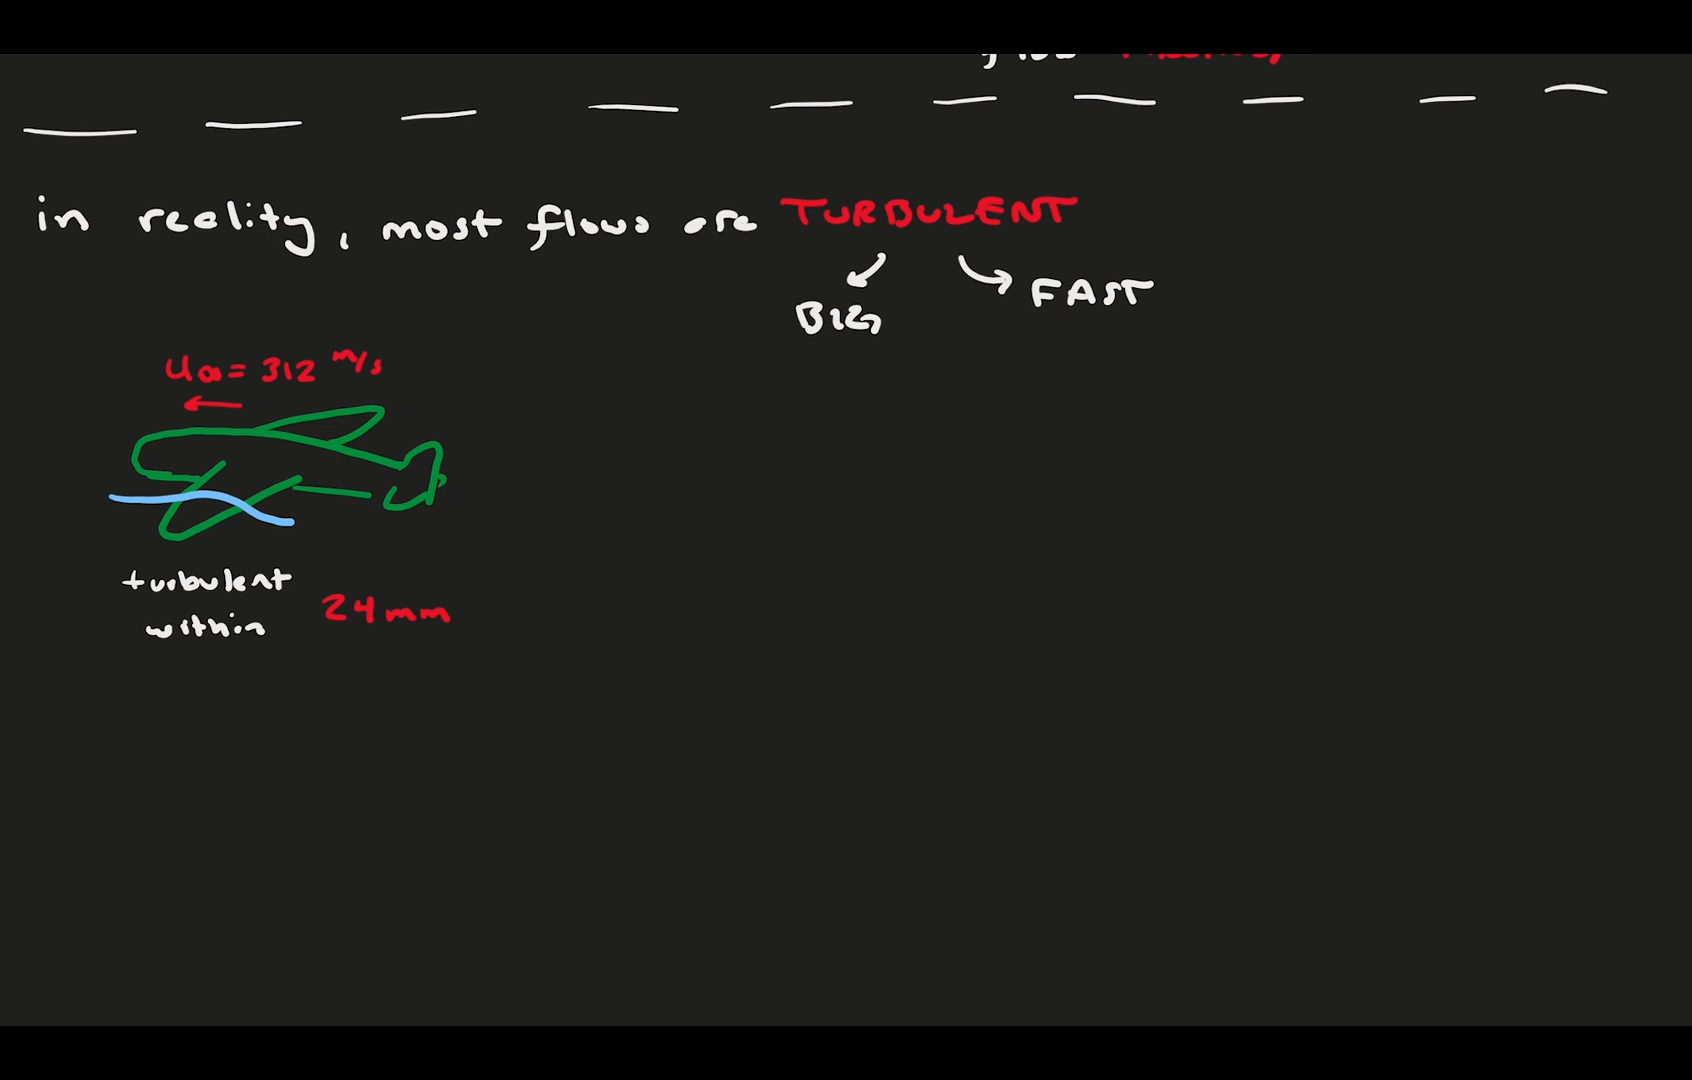 in reality, most flows are TURBULENT
BIG
FAST
u∞ = 312 m/s
turbulent
within 24mm